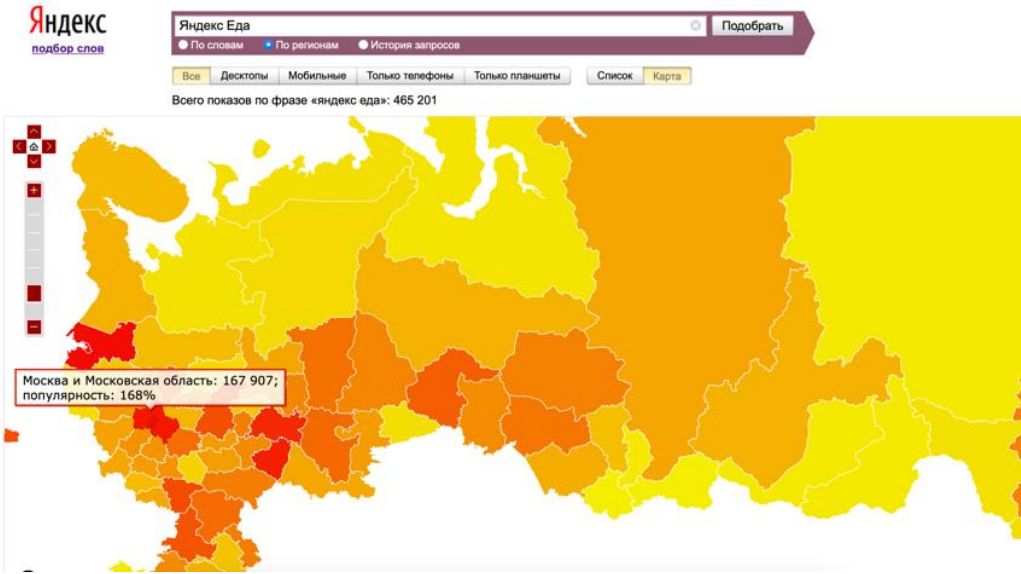 Яндекс
подбор слов
Яндекс Еда
Подобрать
По словам По регионам История запросов
Все Десктопы Мобильные Только телефоны Только планшеты Список Карта
Всего показов по фразе «яндекс еда»: 465 201
Москва и Московская область: 167 907;
популярность: 168%